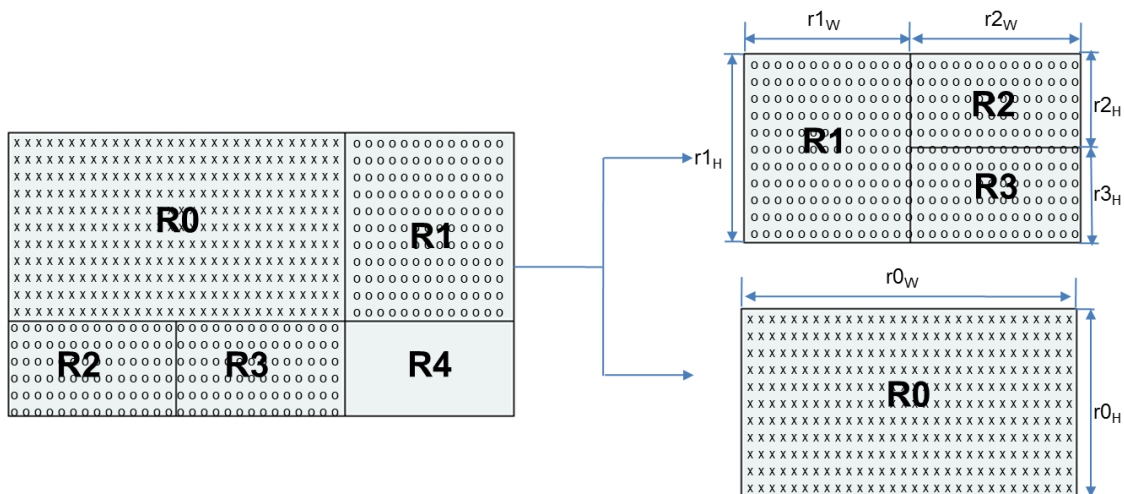 r1W r2W
R1 R2 r2H
r1H
R3 r3H
R0 R1
R2 R3 R4
r0W
R0 r0H